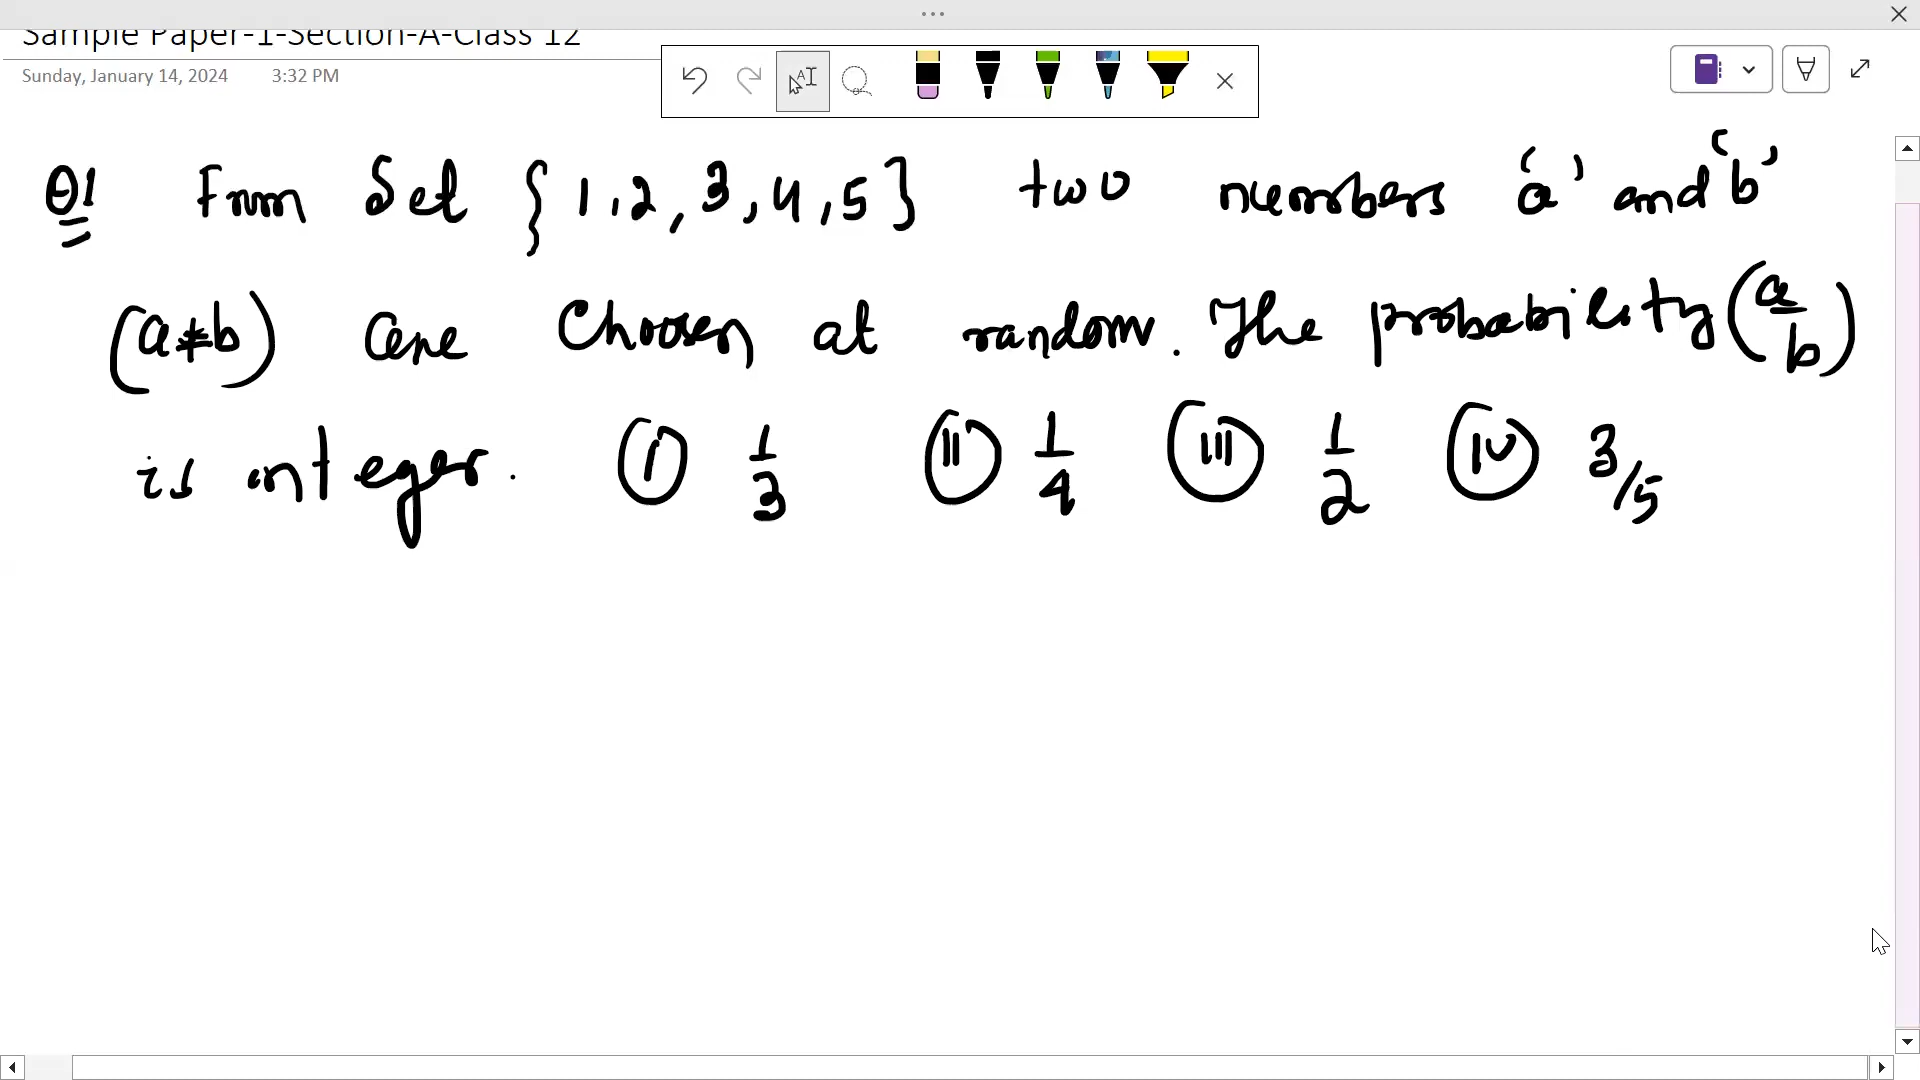 Sample Paper-1-Section-A-Class 12
Sunday, January 14, 2024 3:32 PM
Q1 From Set {1,2,3,4,5} two numbers 'a' and 'b'
(a≠b) are Choosen at random. The probability (a/b)
is integer. (i) 1/3 (ii) 1/4 (iii) 1/2 (iv) 3/5